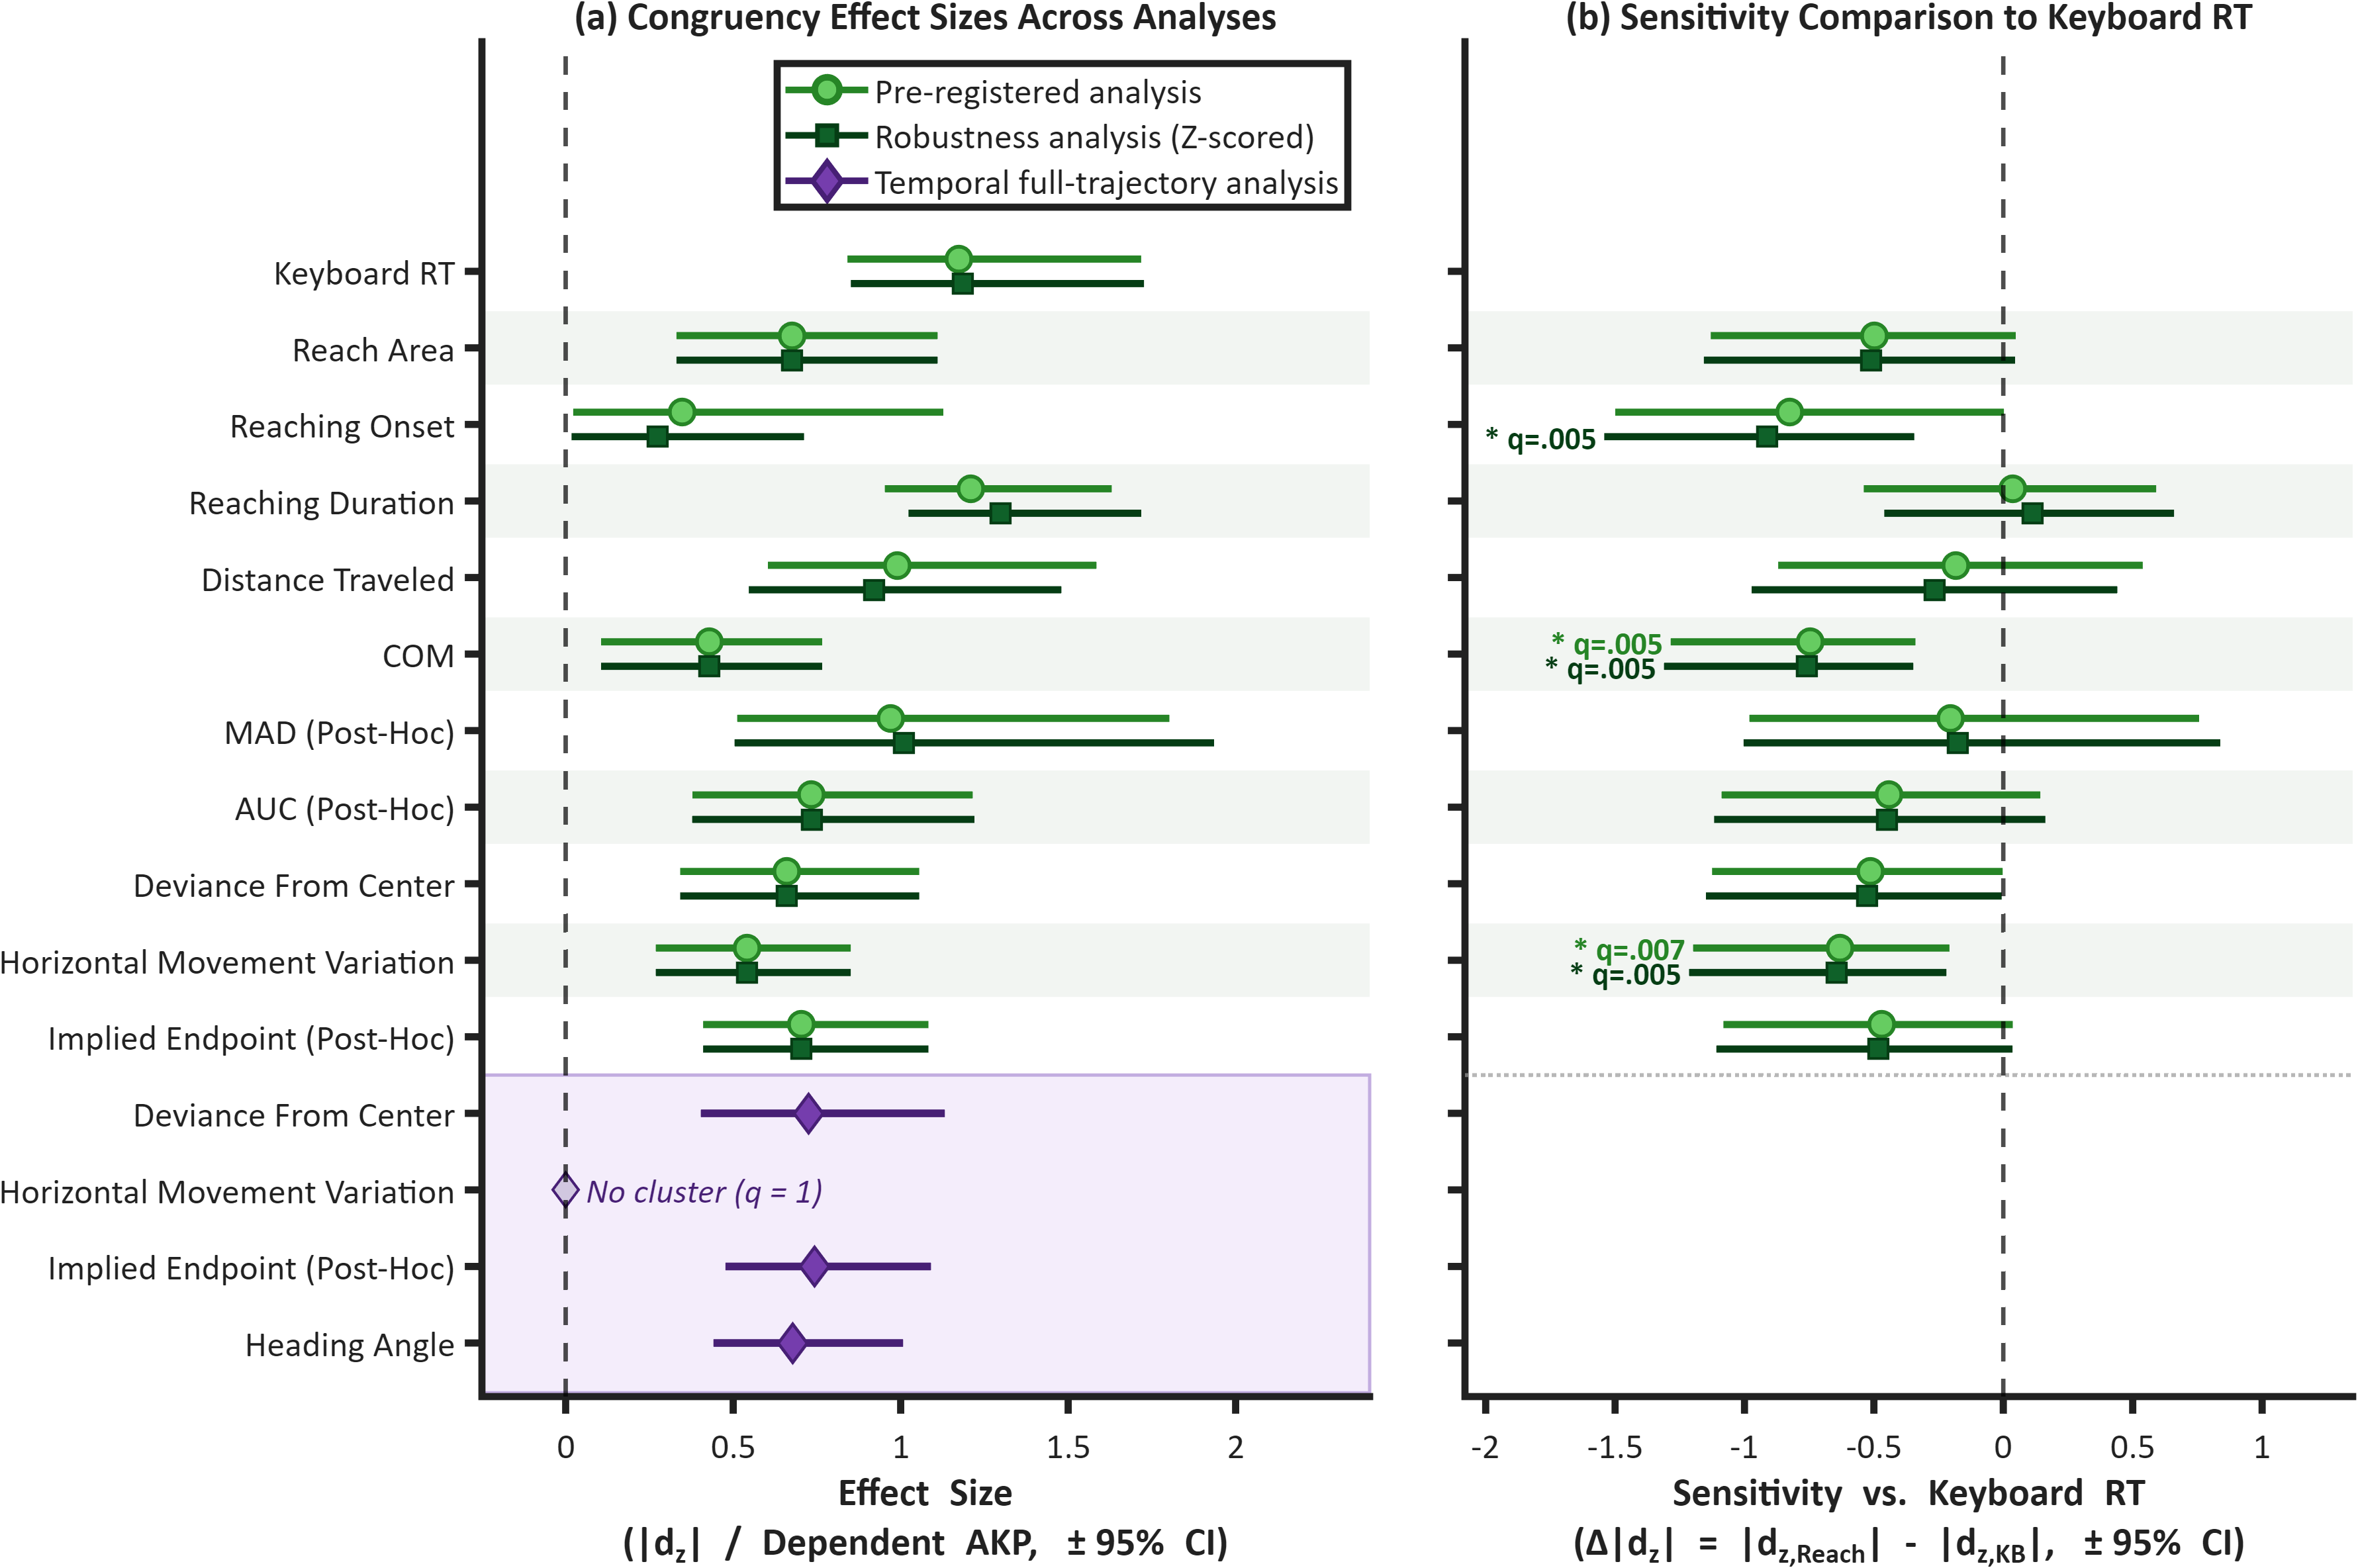 (a) Congruency Effect Sizes Across Analyses
Pre-registered analysis
Robustness analysis (Z-scored)
Temporal full-trajectory analysis
Keyboard RT
Reach Area
Reaching Onset
Reaching Duration
Distance Traveled
COM
MAD (Post-Hoc)
AUC (Post-Hoc)
Deviance From Center
Horizontal Movement Variation
Implied Endpoint (Post-Hoc)
Deviance From Center
Horizontal Movement Variation
No cluster (q = 1)
Implied Endpoint (Post-Hoc)
Heading Angle
0 0.5 1 1.5 2
Effect Size
(|dz| / Dependent AKP, ± 95% CI)
(b) Sensitivity Comparison to Keyboard RT
* q=.005
* q=.005
* q=.005
* q=.007
* q=.005
-2 -1.5 -1 -0.5 0 0.5 1
Sensitivity vs. Keyboard RT
(Δ|dz| = |dz,Reach| - |dz,KB|, ± 95% CI)